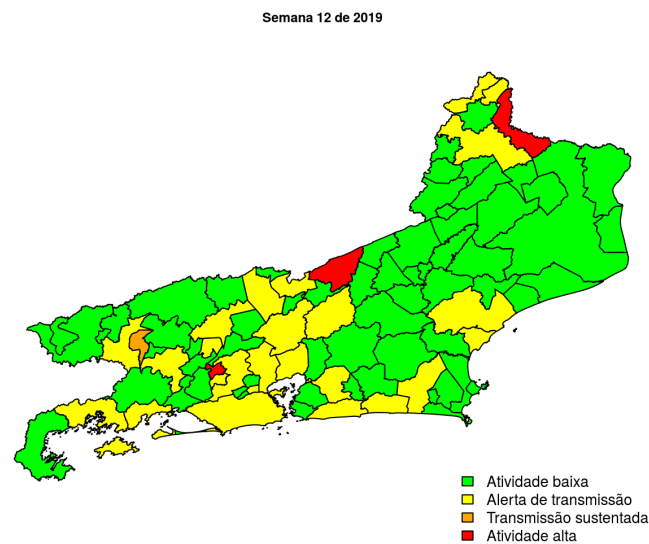 Semana 12 de 2019
Atividade baixa
Alerta de transmissão
Transmissão sustentada
Atividade alta